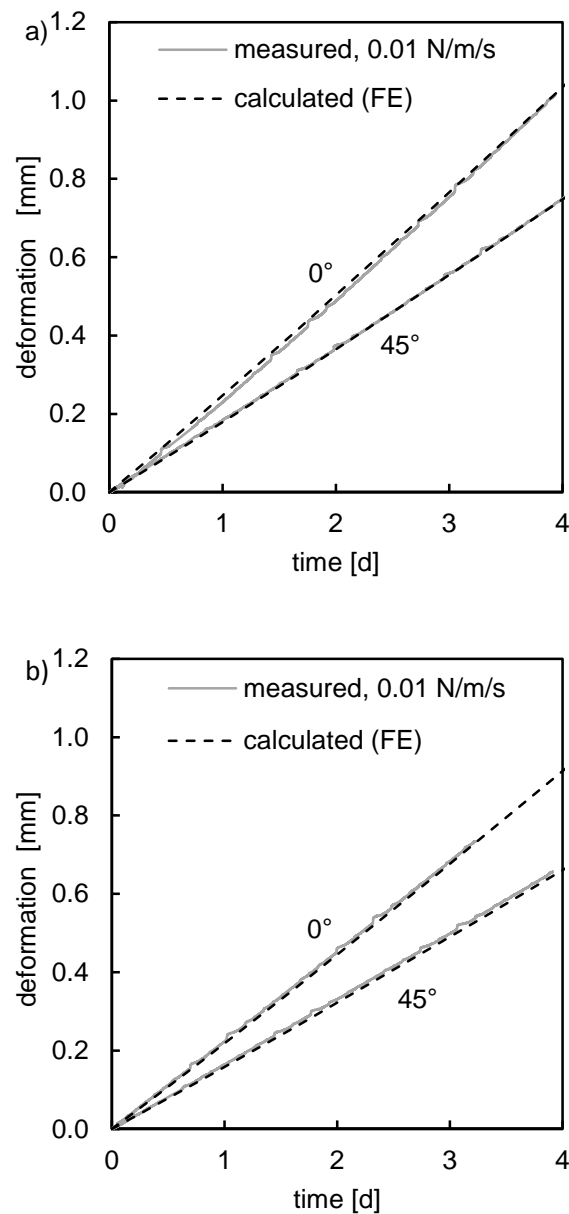 a)
1.2
measured, 0.01 N/m/s
1.0
calculated (FE)
0.8
0.6
0.4
0.2
0.0
deformation [mm]
0°
45°
0 1 2 3 4
time [d]
b)
1.2
measured, 0.01 N/m/s
1.0
calculated (FE)
0.8
0.6
0.4
0.2
0.0
deformation [mm]
0°
45°
0 1 2 3 4
time [d]